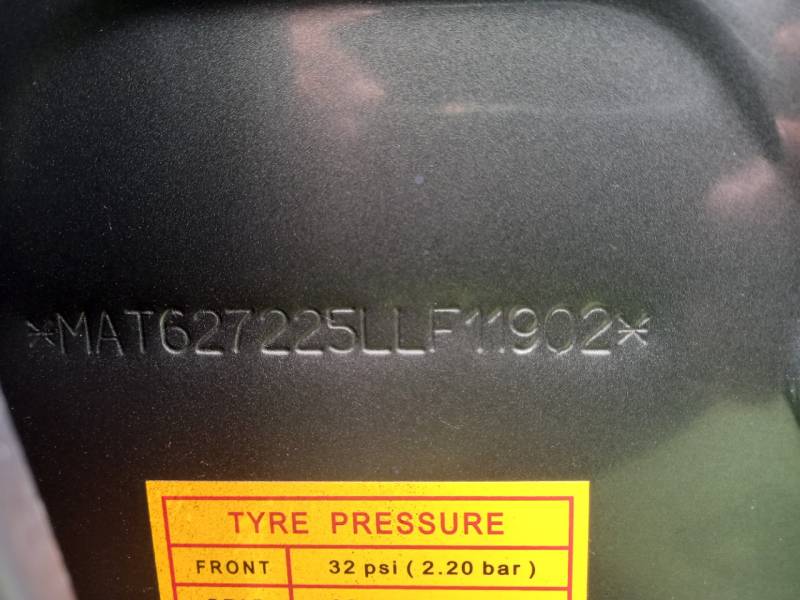 *MAT627225LLF11902*
TYRE PRESSURE
FRONT 32 psi ( 2.20 bar )